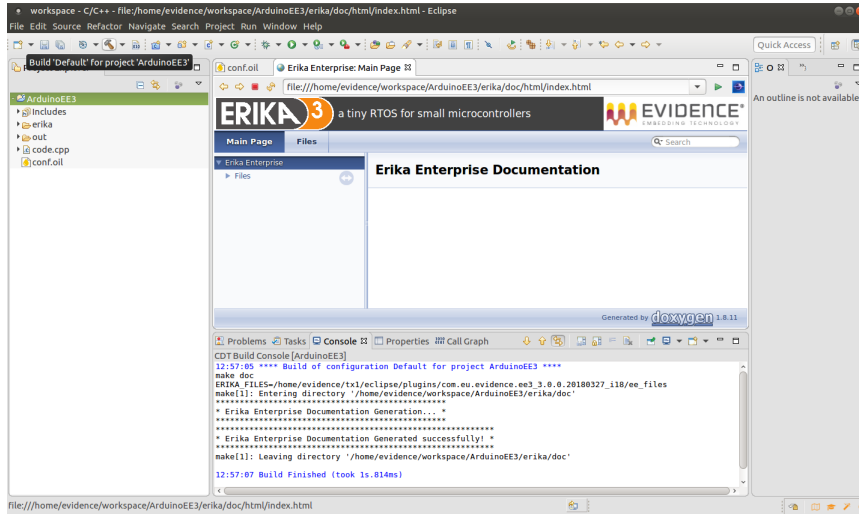 workspace - C/C++ - file:/home/evidence/workspace/ArduinoEE3/erika/doc/html/index.html - Eclipse
File Edit Source Refactor Navigate Search Project Run Window Help
Quick Access
Build 'Default' for project 'ArduinoEE3'
ArduinoEE3
Includes
erika
out
code.cpp
conf.oil
conf.oil
Erika Enterprise: Main Page
file:///home/evidence/workspace/ArduinoEE3/erika/doc/html/index.html
ERIKA 3 a tiny RTOS for small microcontrollers
EVIDENCE
EMBEDDING TECHNOLOGY
Main Page Files
Search
Erika Enterprise
Files
Erika Enterprise Documentation
Generated by doxygen 1.8.11
O
An outline is not available
Problems Tasks Console Properties Call Graph
CDT Build Console [ArduinoEE3]
12:57:05 **** Build of configuration Default for project ArduinoEE3 ****
make doc
ERIKA_FILES=/home/evidence/tx1/eclipse/plugins/com.eu.evidence.ee3_3.0.0.20180327_i18/ee_files
make[1]: Entering directory '/home/evidence/workspace/ArduinoEE3/erika/doc'
********************************************
* Erika Enterprise Documentation Generation... *
********************************************
*****************************************************
* Erika Enterprise Documentation Generated successfully! *
*****************************************************
make[1]: Leaving directory '/home/evidence/workspace/ArduinoEE3/erika/doc'
12:57:07 Build Finished (took 1s.814ms)
file:///home/evidence/workspace/ArduinoEE3/erika/doc/html/index.html